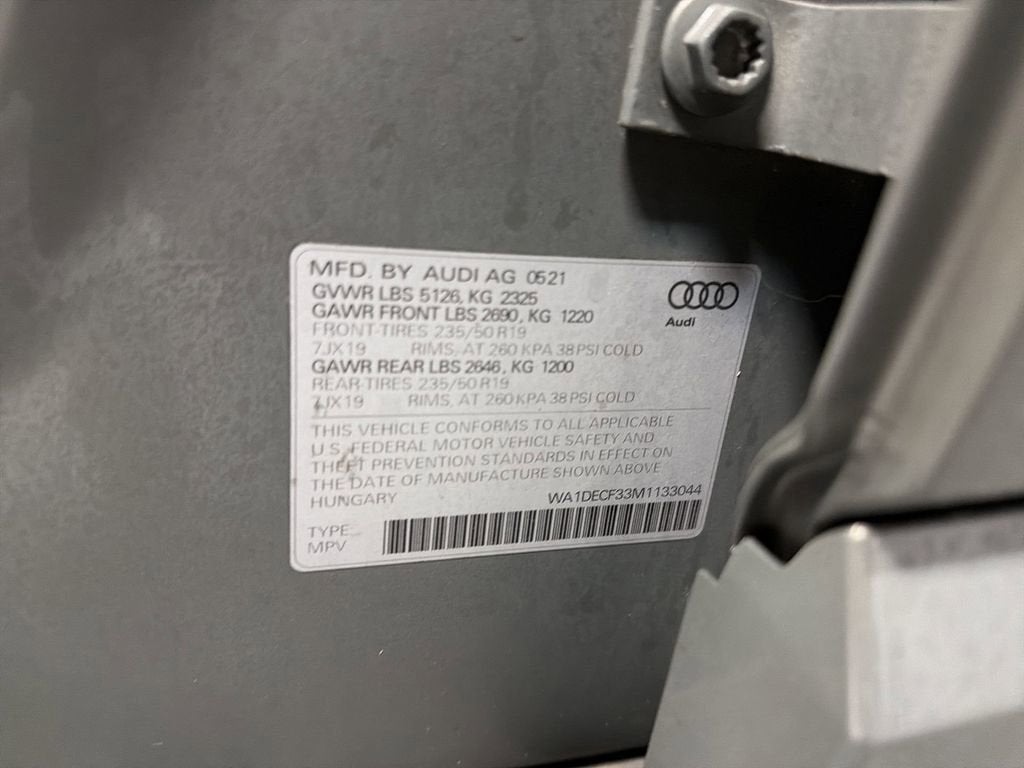 MFD. BY AUDI AG 0521
GVWR LBS 5126, KG 2325
GAWR FRONT LBS 2690, KG 1220
FRONT-TIRES 235/50 R19
7JX19 RIMS, AT 260 KPA 38 PSI COLD
GAWR REAR LBS 2646, KG 1200
REAR-TIRES 235/50 R19
7JX19 RIMS, AT 260 KPA 38 PSI COLD
Audi
THIS VEHICLE CONFORMS TO ALL APPLICABLE
U.S. FEDERAL MOTOR VEHICLE SAFETY AND
THEFT PREVENTION STANDARDS IN EFFECT ON
THE DATE OF MANUFACTURE SHOWN ABOVE
HUNGARY WA1DECF33M1133044
TYPE:
MPV